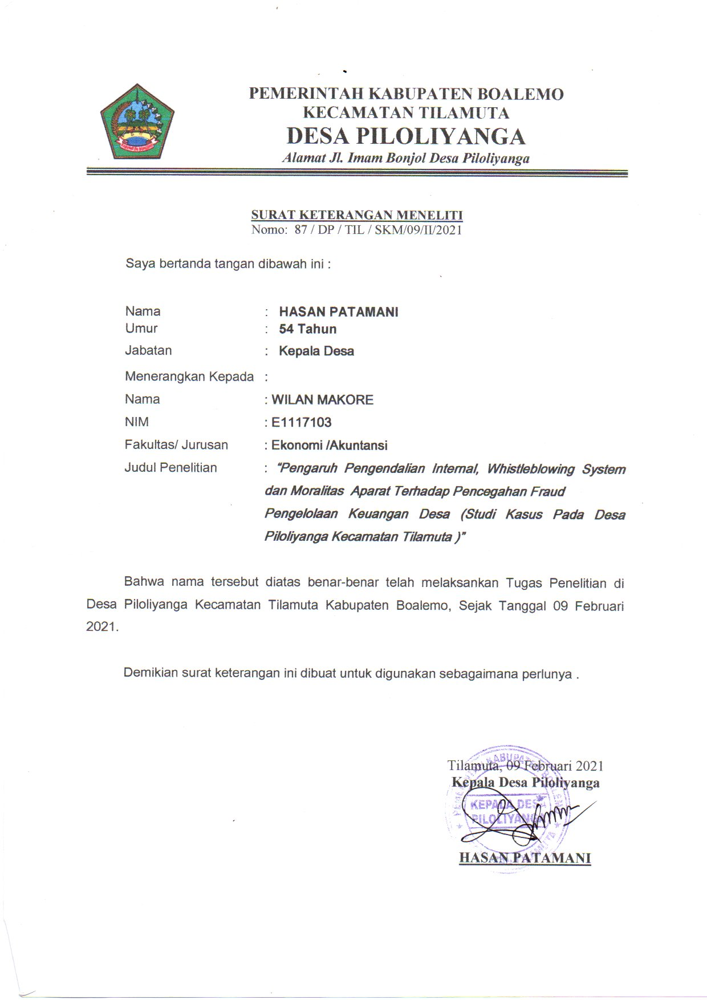 PEMERINTAH KABUPATEN BOALEMO
KECAMATAN TILAMUTA
DESA PILOLIYANGA
Alamat Jl. Imam Bonjol Desa Piloliyanga
SURAT KETERANGAN MENELITI
Nomo: 87 / DP / TIL / SKM/09/II/2021
Saya bertanda tangan dibawah ini :
Nama : HASAN PATAMANI
Umur : 54 Tahun
Jabatan : Kepala Desa
Menerangkan Kepada :
Nama : WILAN MAKORE
NIM : E1117103
Fakultas/ Jurusan : Ekonomi /Akuntansi
Judul Penelitian : "Pengaruh Pengendalian Internal, Whistleblowing System
dan Moralitas Aparat Terhadap Pencegahan Fraud
Pengelolaan Keuangan Desa (Studi Kasus Pada Desa
Piloliyanga Kecamatan Tilamuta )"
Bahwa nama tersebut diatas benar-benar telah melaksankan Tugas Penelitian di
Desa Piloliyanga Kecamatan Tilamuta Kabupaten Boalemo, Sejak Tanggal 09 Februari
2021.
Demikian surat keterangan ini dibuat untuk digunakan sebagaimana perlunya .
Tilamuta, 09 Februari 2021
Kepala Desa Piloliyanga
KEPALA DESA
PILOLIYANGA
HASAN PATAMANI